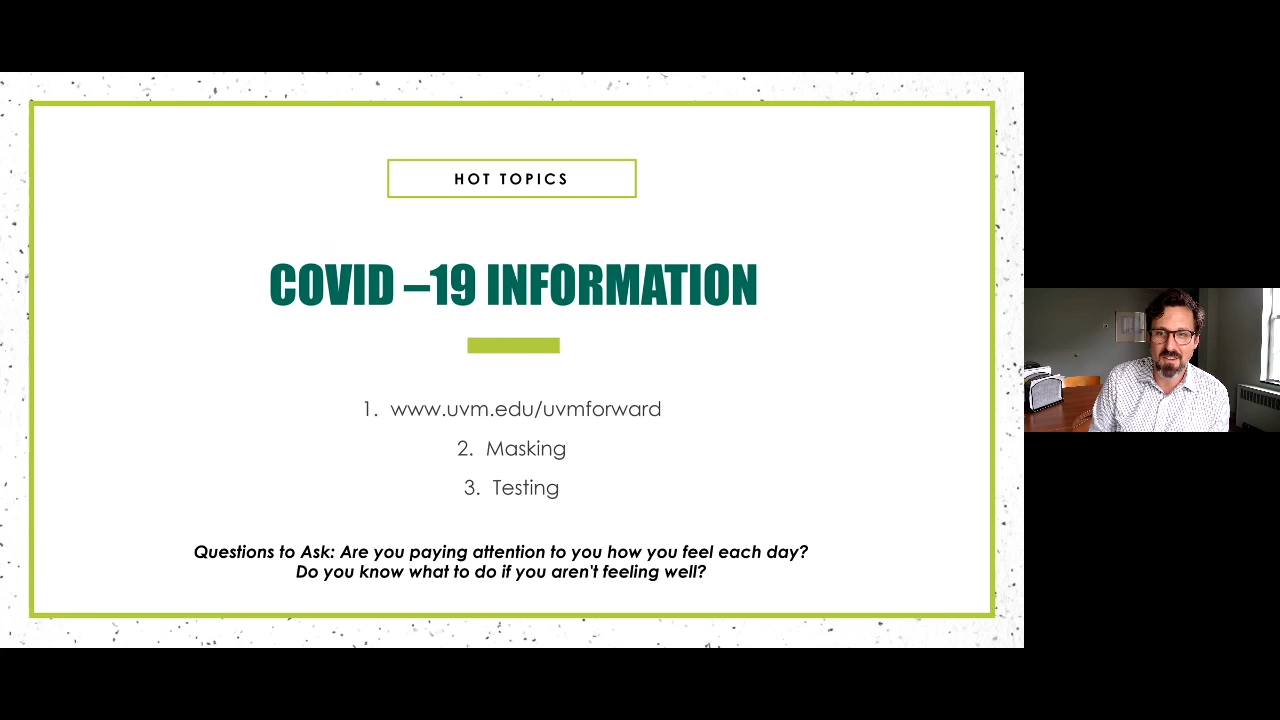 HOT TOPICS
COVID –19 INFORMATION
1. www.uvm.edu/uvmforward
2. Masking
3. Testing
Questions to Ask: Are you paying attention to you how you feel each day?
Do you know what to do if you aren't feeling well?